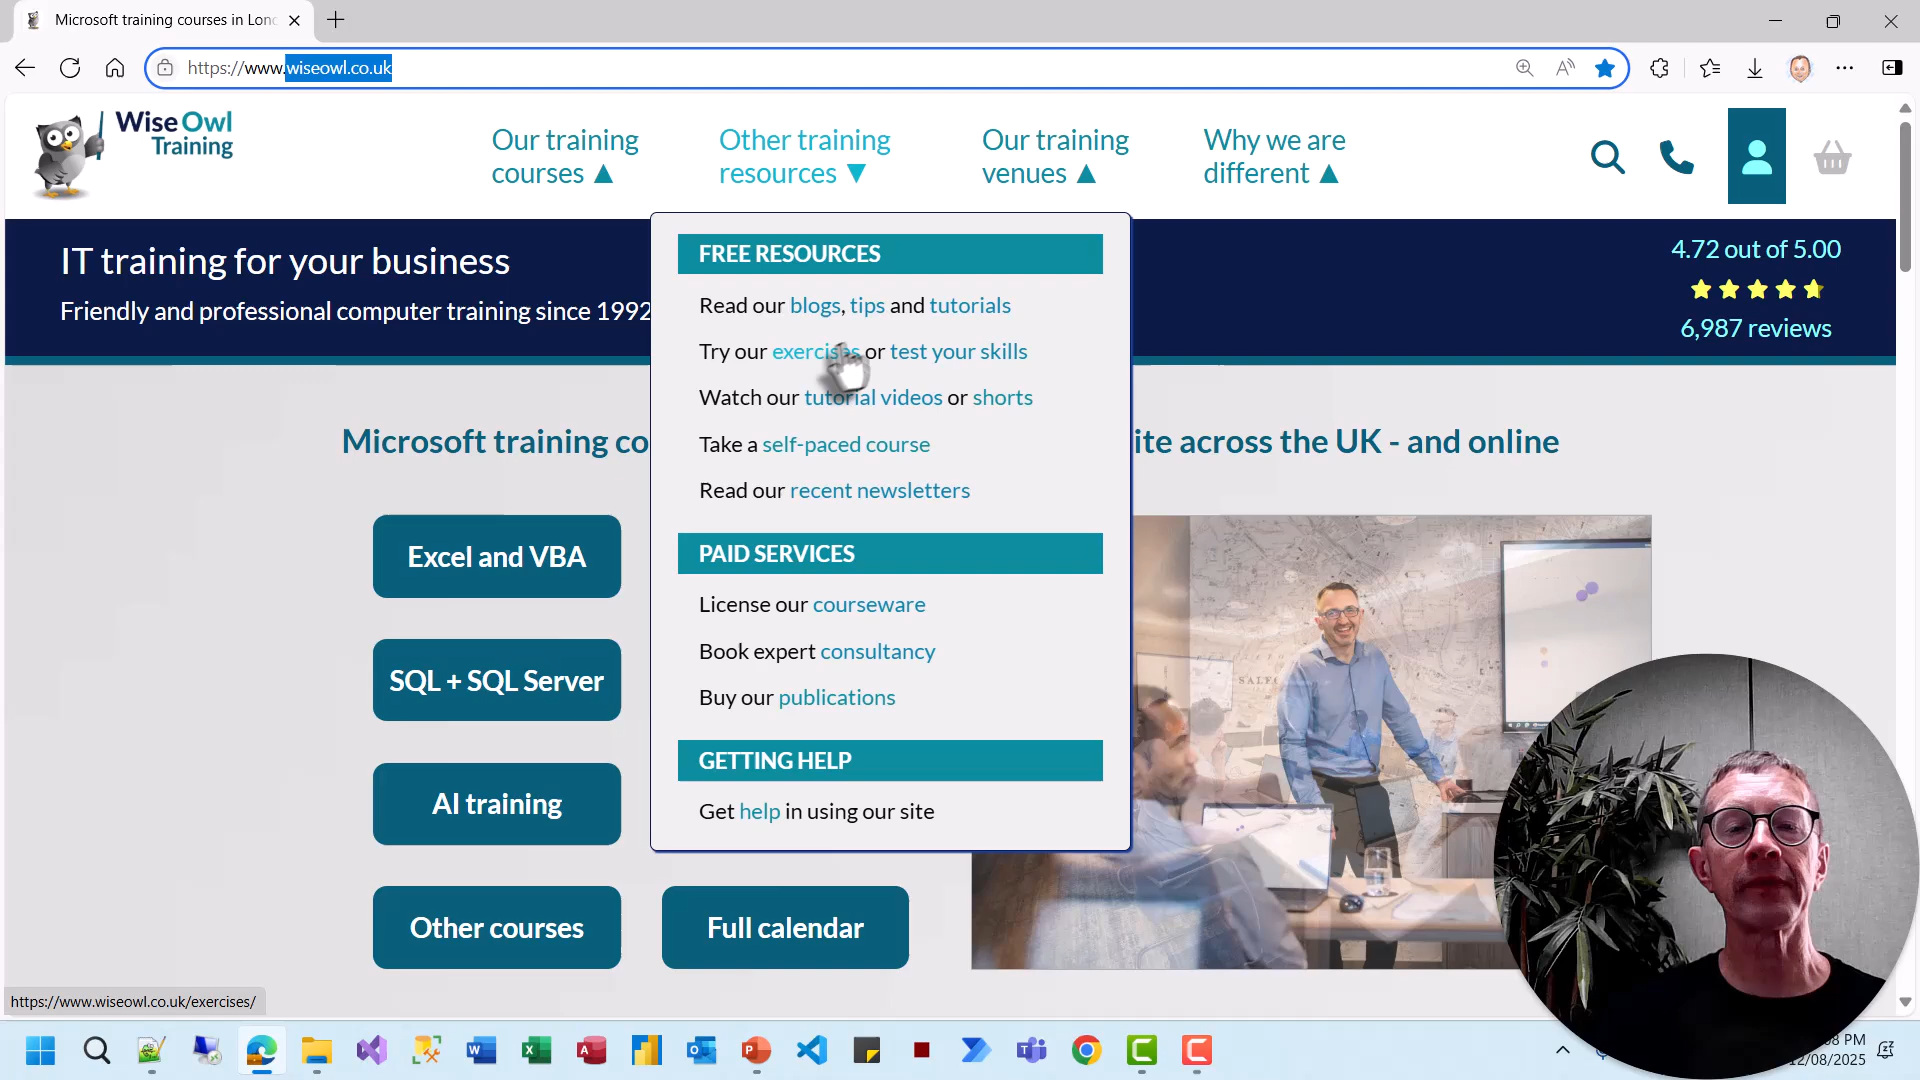 Microsoft training courses in Lon
https://www.wiseowl.co.uk
Wise Owl
Training
Our training
courses ▲
Other training
resources ▼
Our training
venues ▲
Why we are
different ▲
IT training for your business
Friendly and professional computer training since 1992
4.72 out of 5.00
6,987 reviews
FREE RESOURCES
Read our blogs, tips and tutorials
Try our exercises or test your skills
Watch our tutorial videos or shorts
Take a self-paced course
Read our recent newsletters
PAID SERVICES
License our courseware
Book expert consultancy
Buy our publications
GETTING HELP
Get help in using our site
Microsoft training co
ite across the UK - and online
Excel and VBA
SQL + SQL Server
AI training
Other courses
Full calendar
https://www.wiseowl.co.uk/exercises/
08 PM
12/08/2025